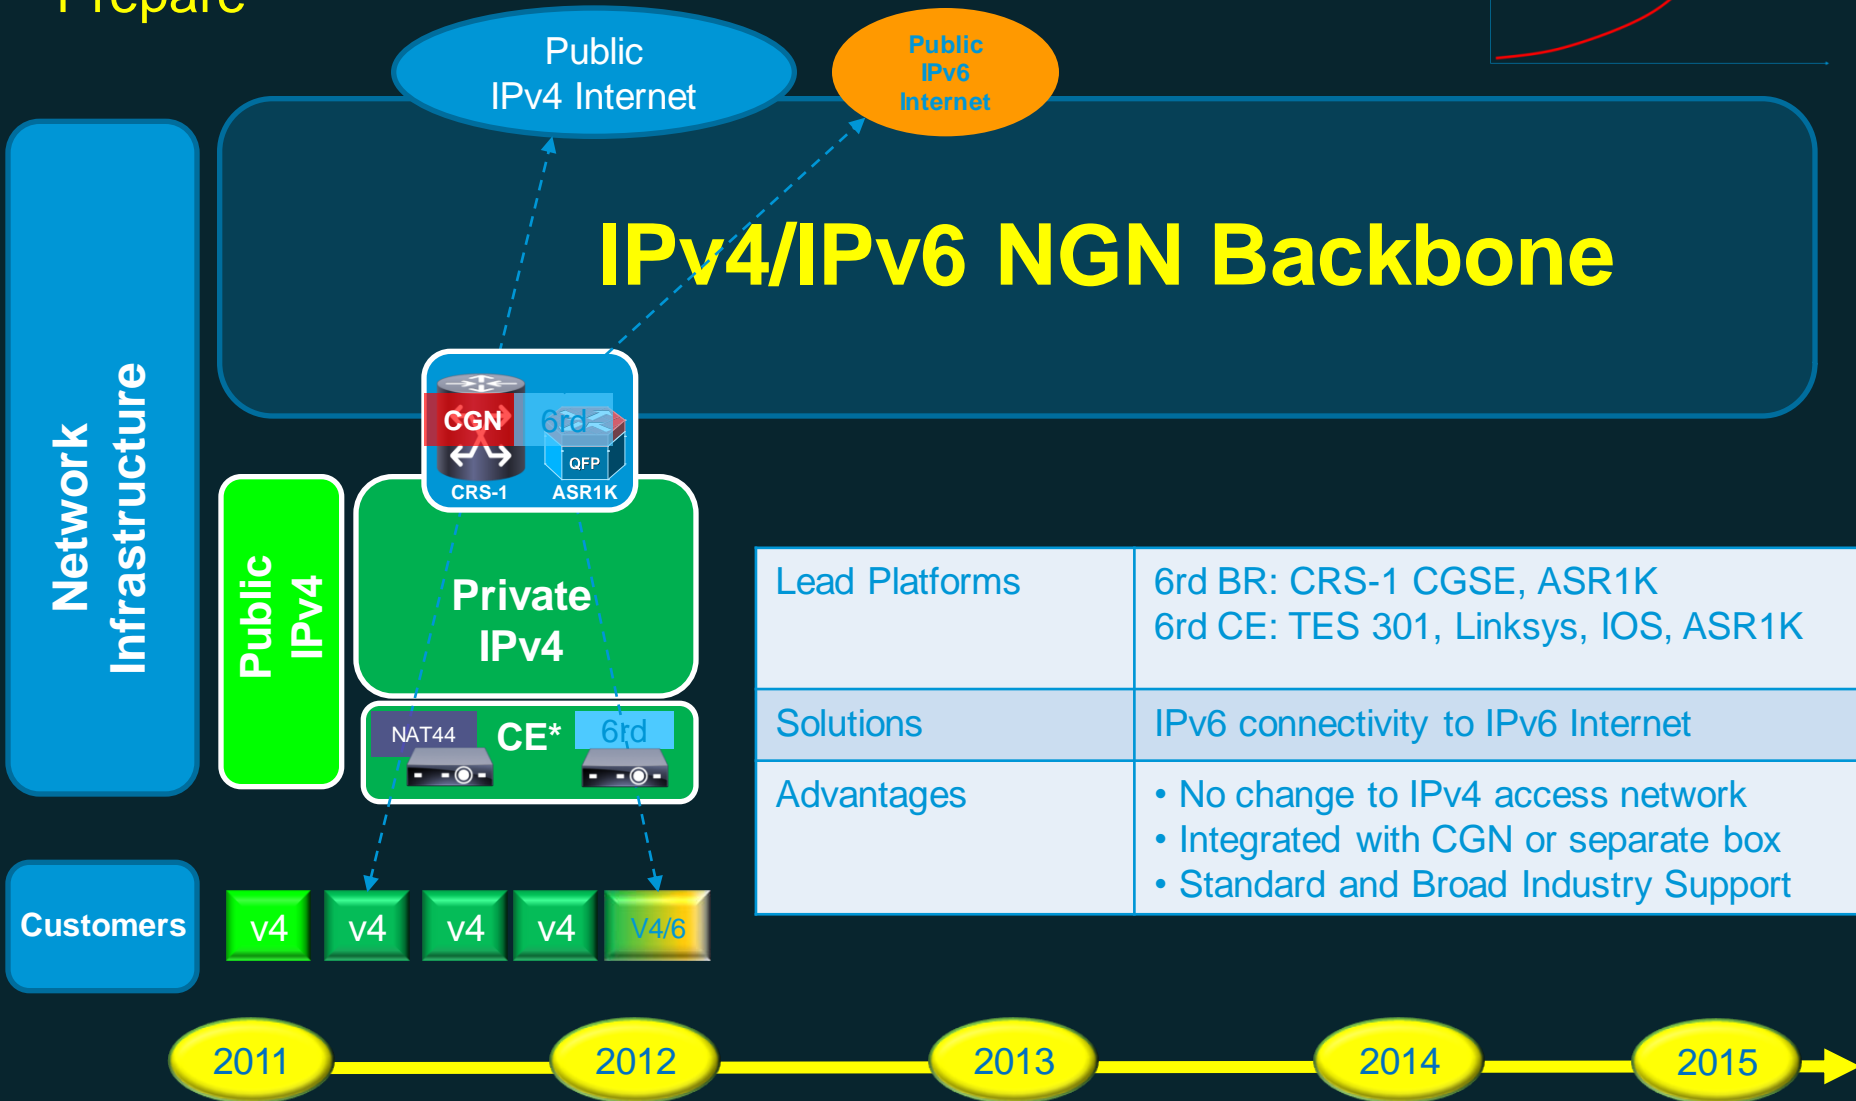 Prepare
Public
IPv4 Internet
Public
IPv6
Internet
IPv4/IPv6 NGN Backbone
Network
Infrastructure
CGN
6rd
QFP
CRS-1
ASR1K
Public
IPv4
Private
IPv4
NAT44
CE*
6rd
Lead Platforms
6rd BR: CRS-1 CGSE, ASR1K
6rd CE: TES 301, Linksys, IOS, ASR1K
Solutions
IPv6 connectivity to IPv6 Internet
Advantages
• No change to IPv4 access network
• Integrated with CGN or separate box
• Standard and Broad Industry Support
Customers
v4
v4
v4
v4
V4/6
2011
2012
2013
2014
2015